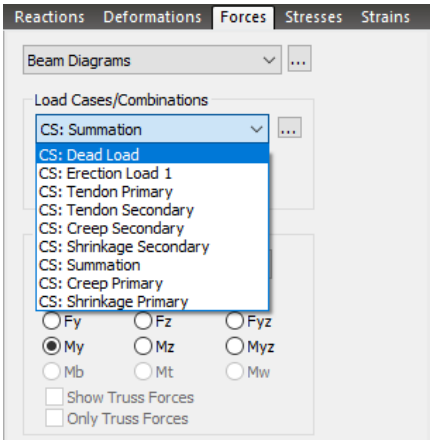 Reactions Deformations Forces Stresses Strains
Beam Diagrams ...
Load Cases/Combinations
CS: Summation ...
CS: Dead Load
CS: Erection Load 1
CS: Tendon Primary
CS: Tendon Secondary
CS: Creep Secondary
CS: Shrinkage Secondary
CS: Summation
CS: Creep Primary
CS: Shrinkage Primary
Fy Fz Fyz
My Mz Myz
Mb Mt Mw
Show Truss Forces
Only Truss Forces